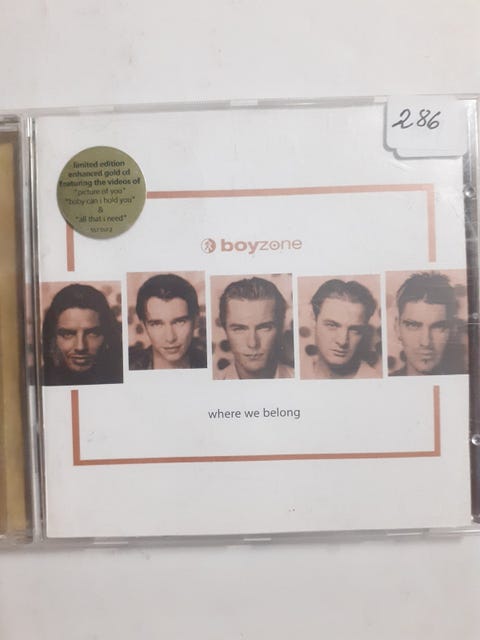 286
limited edition
enhanced gold cd
featuring the videos of
"picture of you"
"baby can i hold you"
&
"all that i need"
boyzone
where we belong